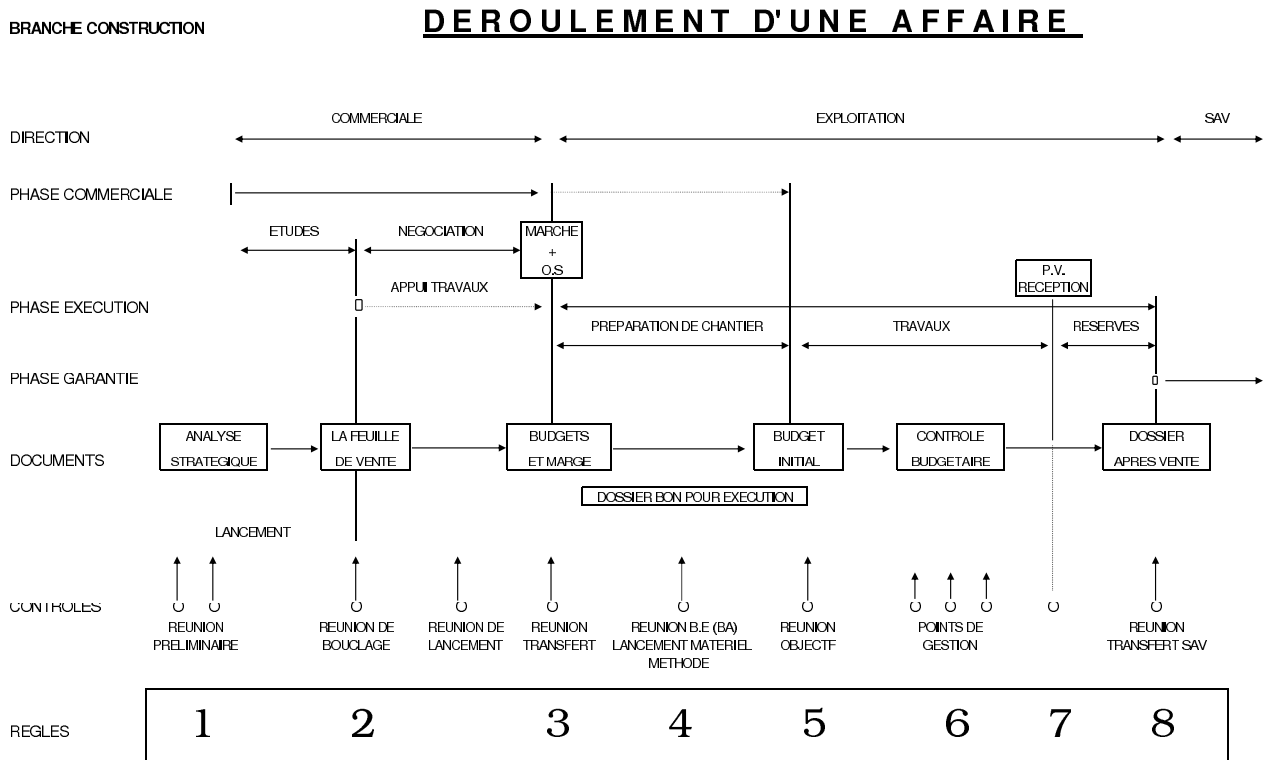 BRANCHE CONSTRUCTION
DEROULEMENT D'UNE AFFAIRE
COMMERCIALE
EXPLOITATION
SAV
DIRECTION
PHASE COMMERCIALE
ETUDES
NEGOCIATION
MARCHE
+
O.S
APPUI TRAVAUX
P.V.
RECEPTION
PHASE EXECUTION
PREPARATION DE CHANTIER
TRAVAUX
RESERVES
PHASE GARANTIE
DOCUMENTS
ANALYSE
STRATEGIQUE
LA FEUILLE
DE VENTE
BUDGETS
ET MARGE
BUDGET
INITIAL
CONTROLE
BUDGETAIRE
DOSSIER
APRES VENTE
DOSSIER BON POUR EXECUTION
LANCEMENT
CONTROLES
C C C C C C C C C C C C
REUNION
PRELIMINAIRE
REUNION DE
BOUCLAGE
REUNION DE
LANCEMENT
REUNION
TRANSFERT
REUNION B.E (BA)
LANCEMENT MATERIEL
METHODE
REUNION
OBJECTF
POINTS DE
GESTION
REUNION
TRANSFERT SAV
REGLES
1 2 3 4 5 6 7 8